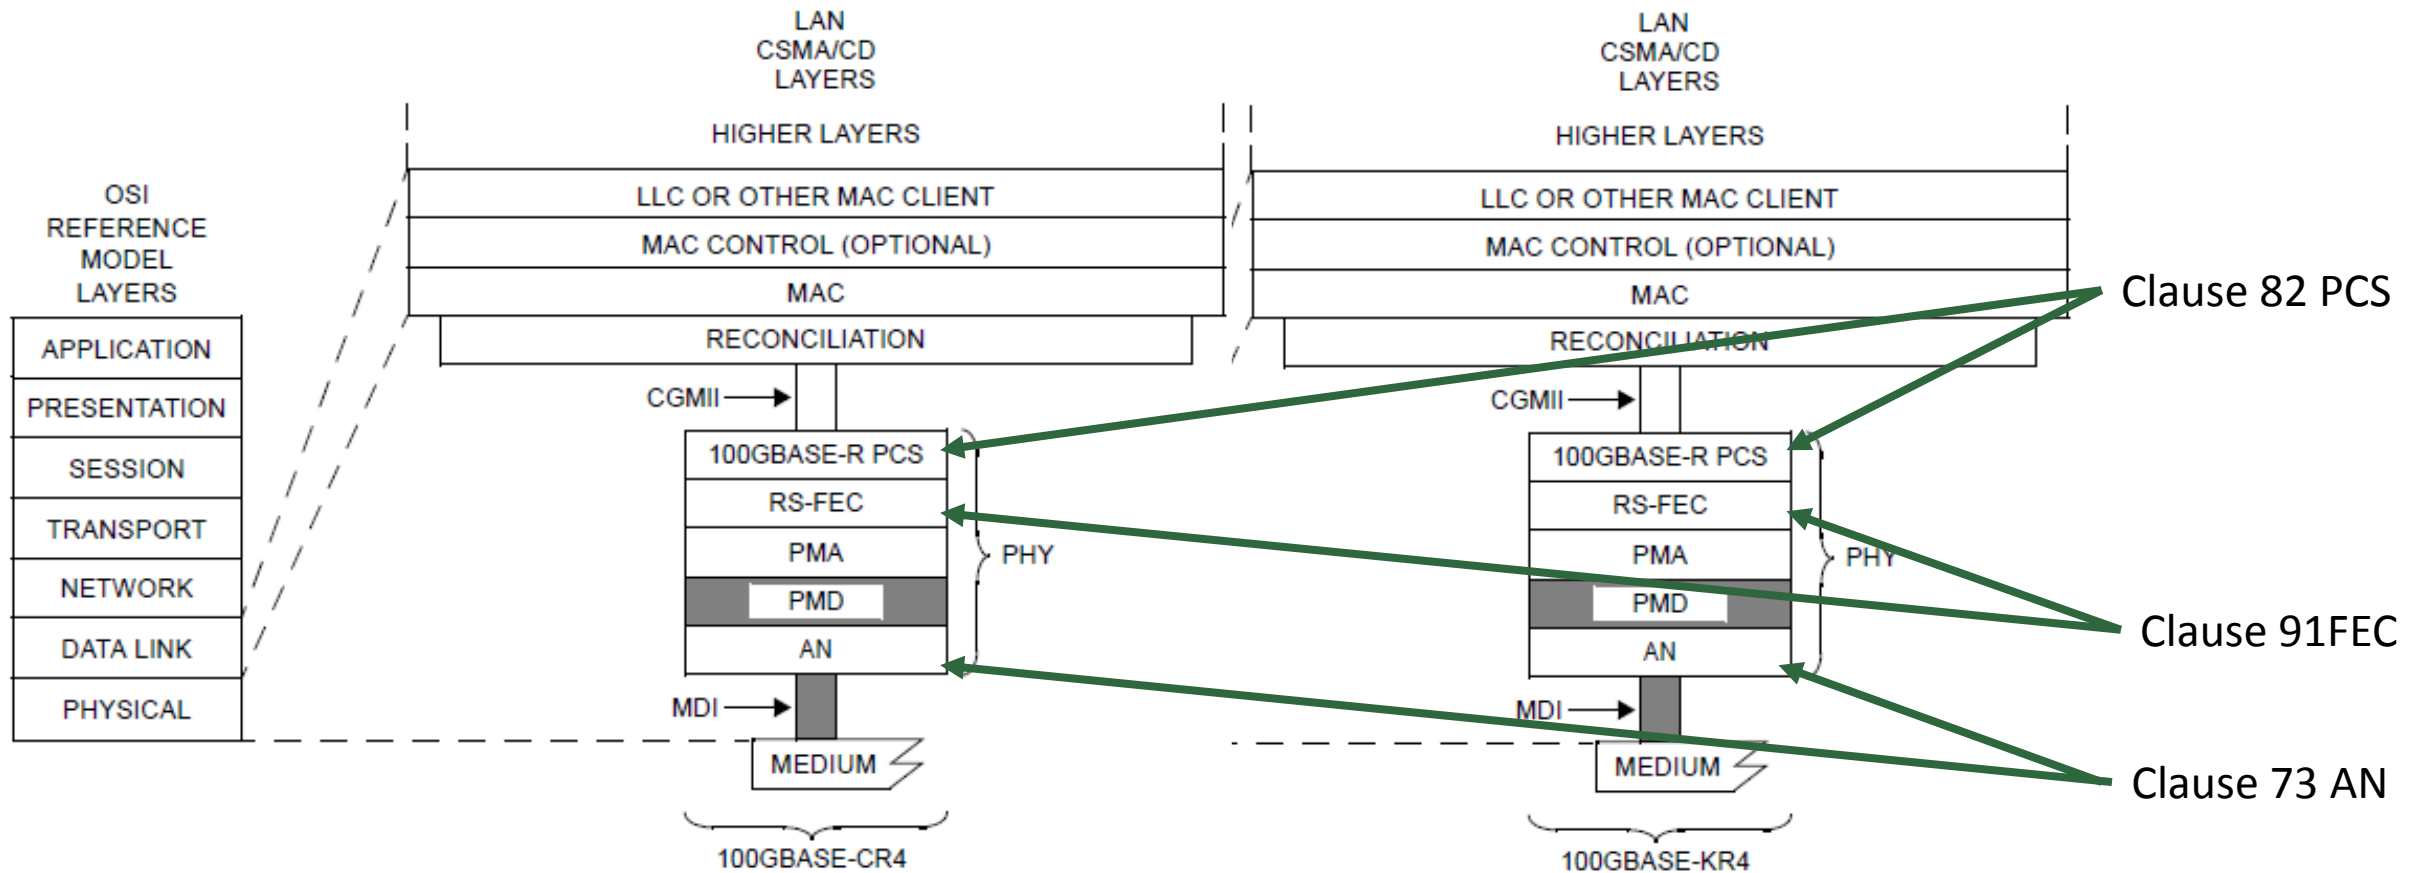 OSI
REFERENCE
MODEL
LAYERS
APPLICATION
PRESENTATION
SESSION
TRANSPORT
NETWORK
DATA LINK
PHYSICAL
LAN
CSMA/CD
LAYERS
HIGHER LAYERS
LLC OR OTHER MAC CLIENT
MAC CONTROL (OPTIONAL)
MAC
RECONCILIATION
CGMII
100GBASE-R PCS
RS-FEC
PMA
PMD
AN
PHY
MDI
MEDIUM
100GBASE-CR4
LAN
CSMA/CD
LAYERS
HIGHER LAYERS
LLC OR OTHER MAC CLIENT
MAC CONTROL (OPTIONAL)
MAC
RECONCILIATION
CGMII
100GBASE-R PCS
RS-FEC
PMA
PMD
AN
PHY
MDI
MEDIUM
100GBASE-KR4
Clause 82 PCS
Clause 91FEC
Clause 73 AN